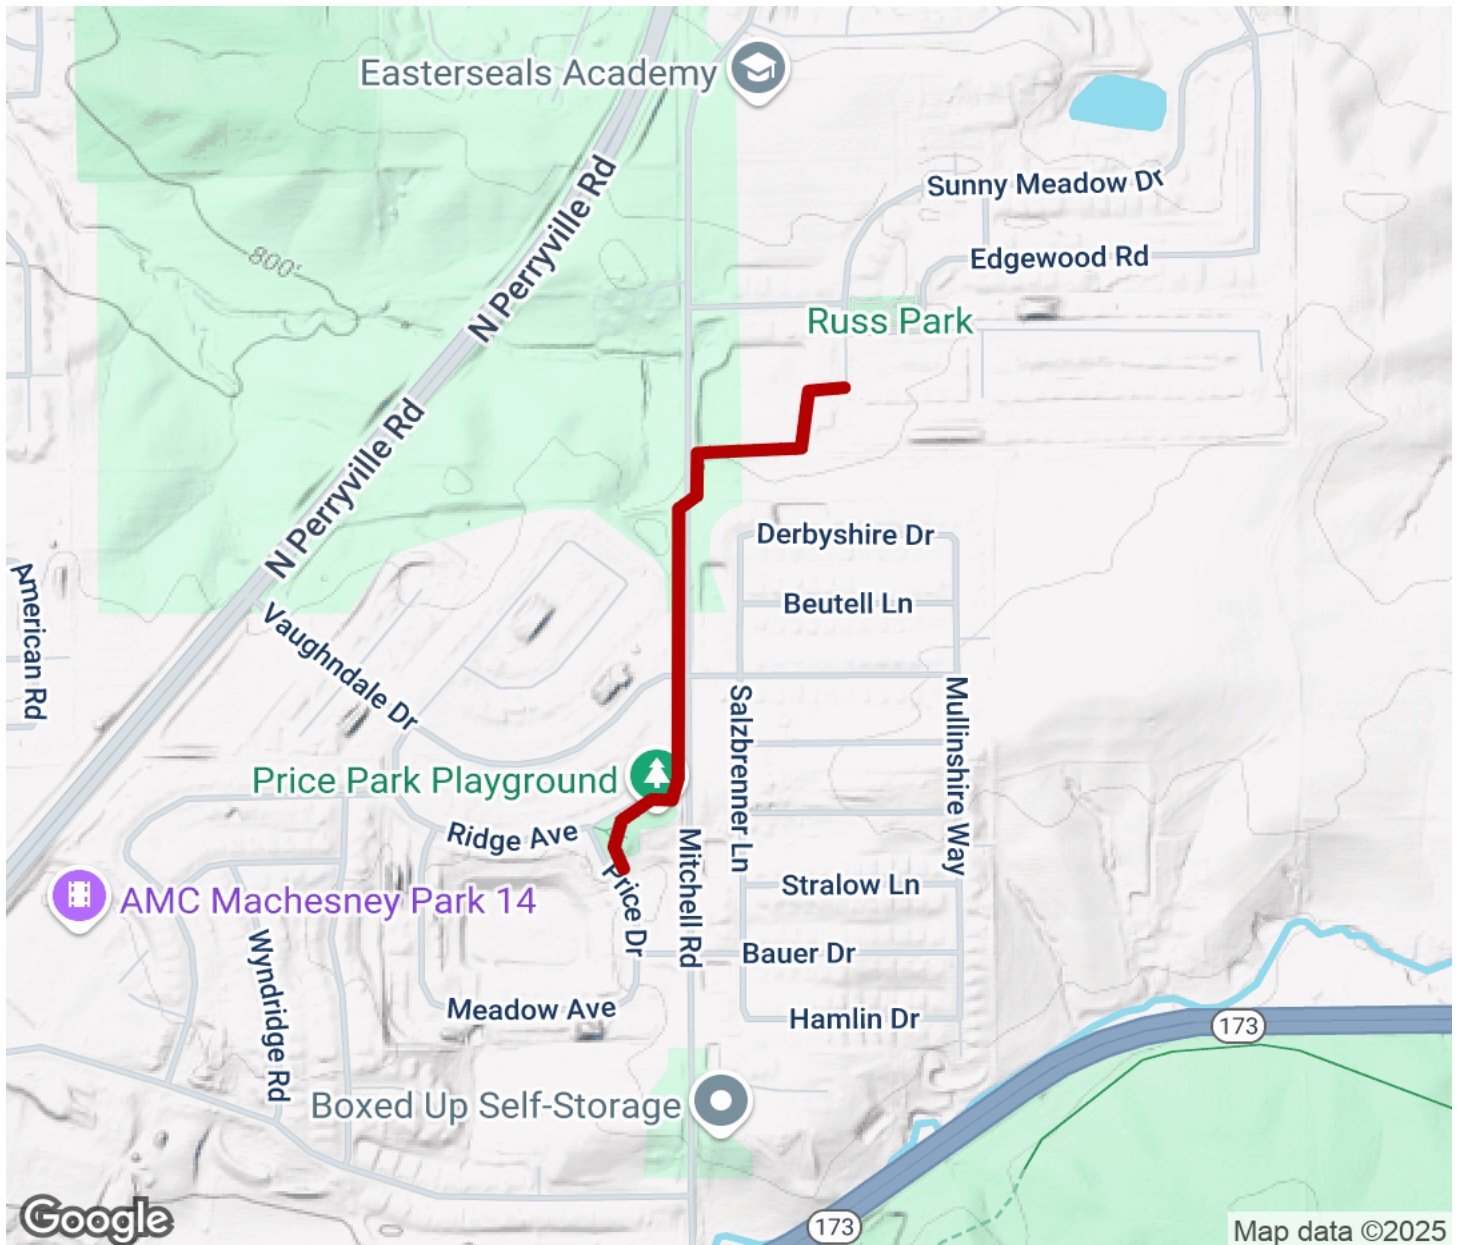 Easterseals Academy
Sunny Meadow Dr
N Perryville Rd
Edgewood Rd
800'
Russ Park
N Perryville Rd
Derbyshire Dr
American Rd
Beutell Ln
Vaughndale Dr
Salzbrenner Ln
Mullinshire Way
Price Park Playground
Ridge Ave
Mitchell Rd
Price Dr
Stralow Ln
AMC Machesney Park 14
Wyndridge Rd
Bauer Dr
Meadow Ave
Hamlin Dr
173
Boxed Up Self-Storage
173
Google
Map data ©2025